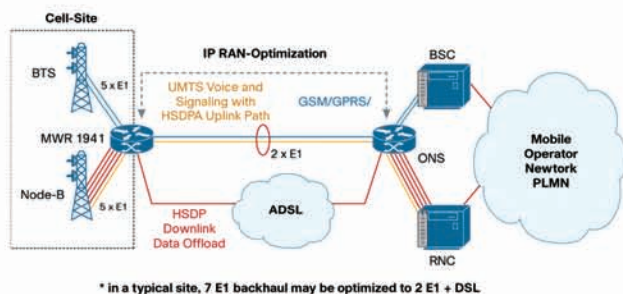 Cell-Site
IP RAN-Optimization
BTS
5 x E1
UMTS Voice and
Signaling with
HSDPA Uplink Path
GSM/GPRS/
BSC
MWR 1941
2 x E1
ONS
Mobile
Operator
Newtork
PLMN
Node-B
5 x E1
HSDP
Downlink
Data Offload
ADSL
RNC
* in a typical site, 7 E1 backhaul may be optimized to 2 E1 + DSL